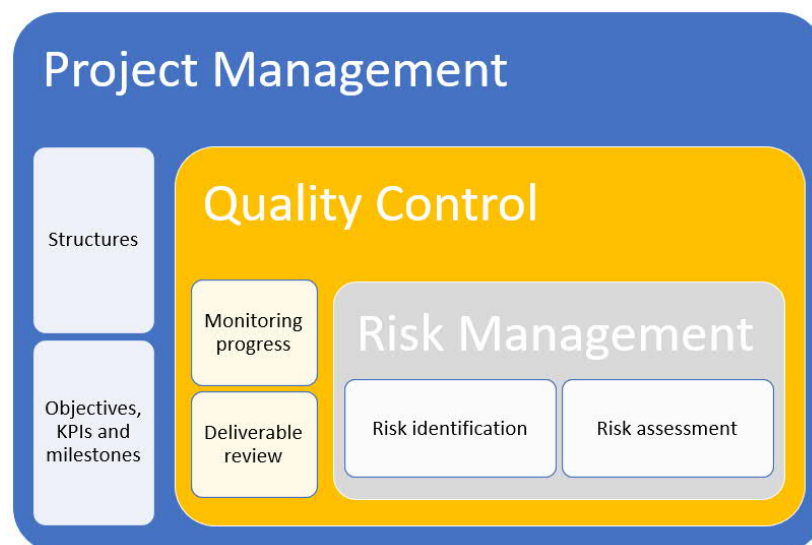 Project Management
Structures
Objectives,
KPIs and
milestones
Quality Control
Monitoring
progress
Deliverable
review
Risk Management
Risk identification
Risk assessment